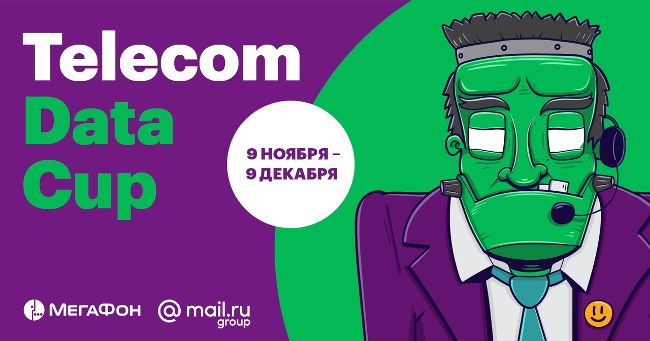 Telecom
Data
Cup
9 НОЯБРЯ –
9 ДЕКАБРЯ
МЕГАФОН
@mail.ru
group